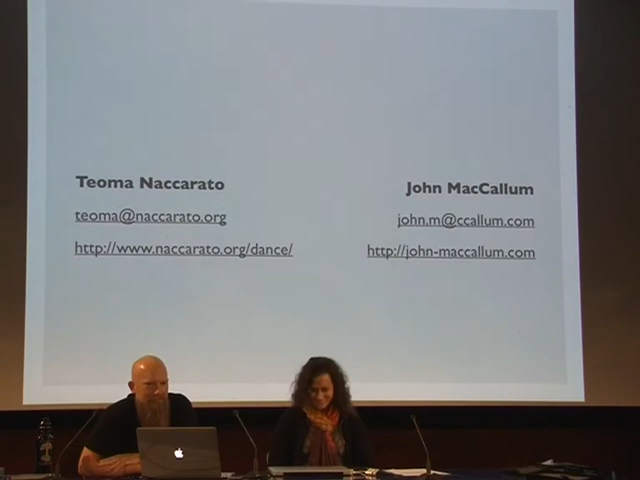 Teoma Naccarato
teoma@naccarato.org
http://www.naccarato.org/dance/
John MacCallum
john.m@ccallum.com
http://john-maccallum.com